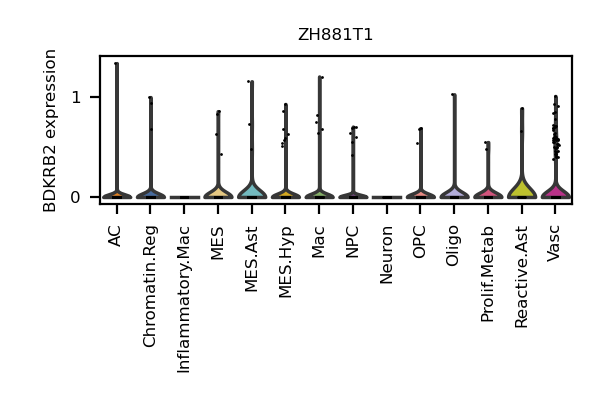 ZH881T1
BDKRB2 expression
1
0
AC
Chromatin.Reg
Inflammatory.Mac
MES
MES.Ast
MES.Hyp
Mac
NPC
Neuron
OPC
Oligo
Prolif.Metab
Reactive.Ast
Vasc